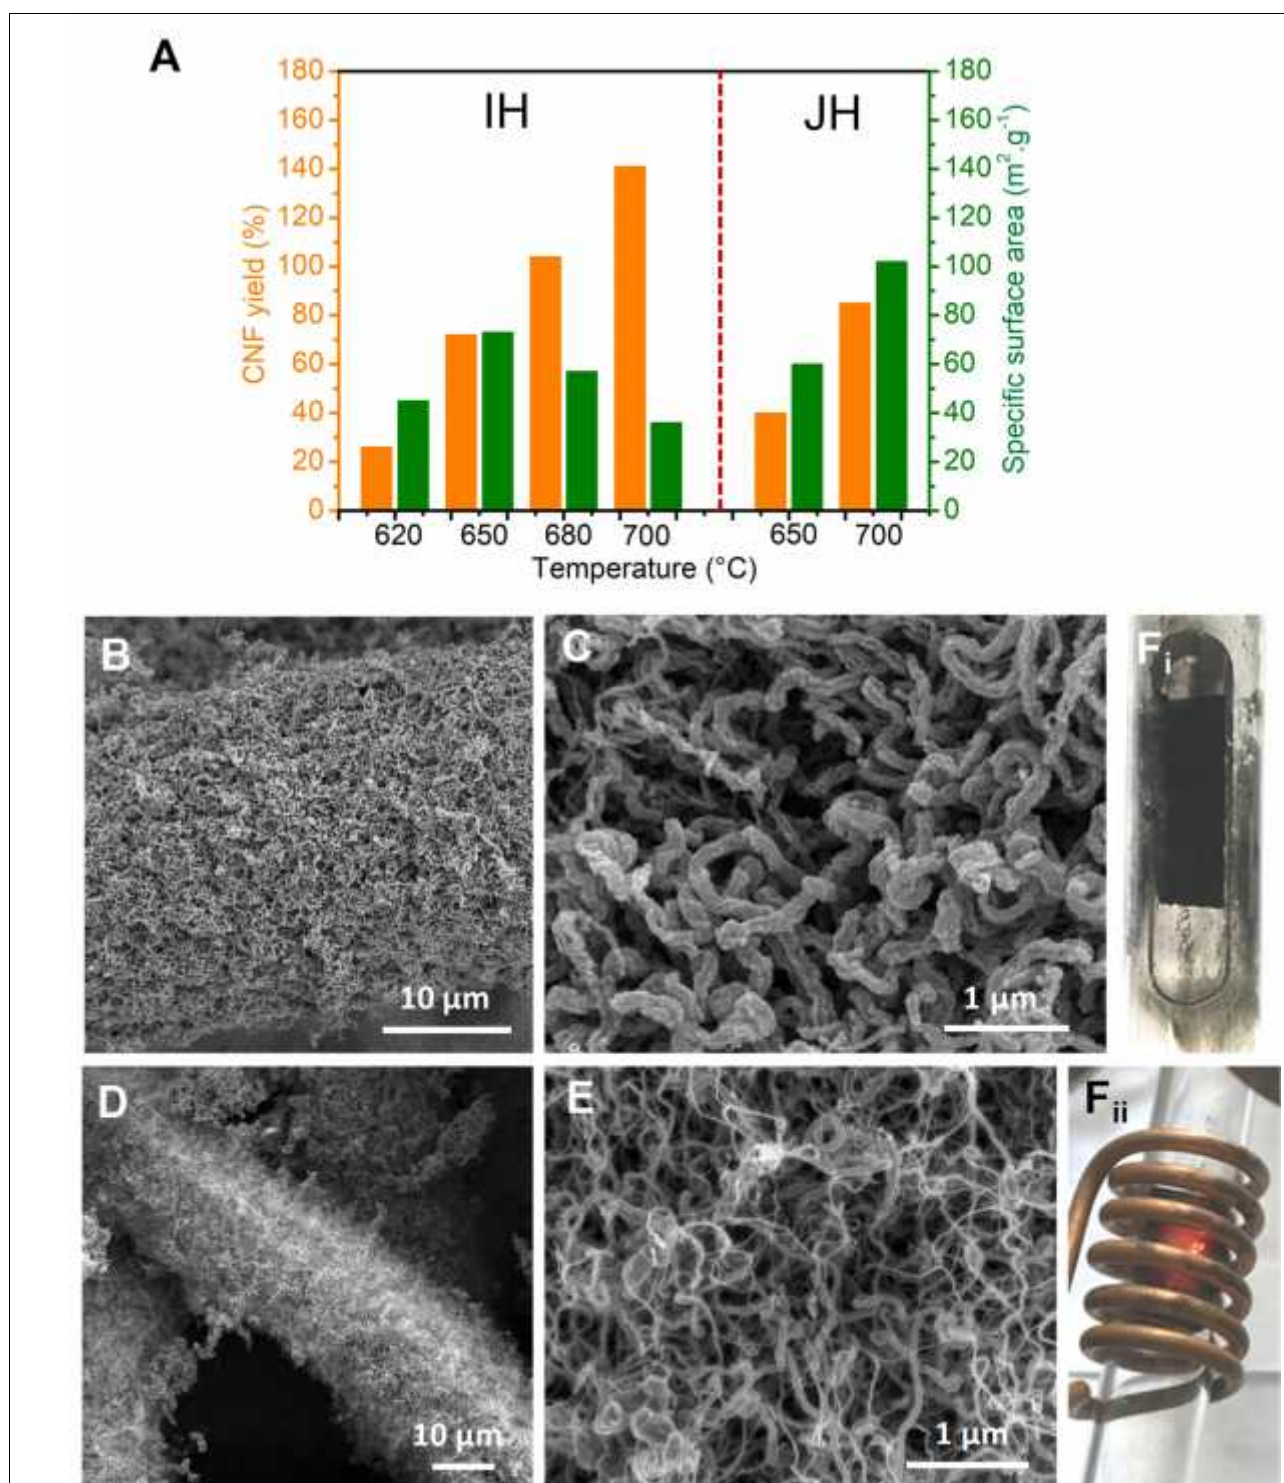 A
IH
JH
180
160
140
120
100
80
60
40
20
0
CNF yield (%)
180
160
140
120
100
80
60
40
20
0
Specific surface area (m²·g⁻¹)
620 650 680 700 650 700
Temperature (°C)
B
10 μm
C
1 μm
Fi
D
10 μm
E
1 μm
Fii